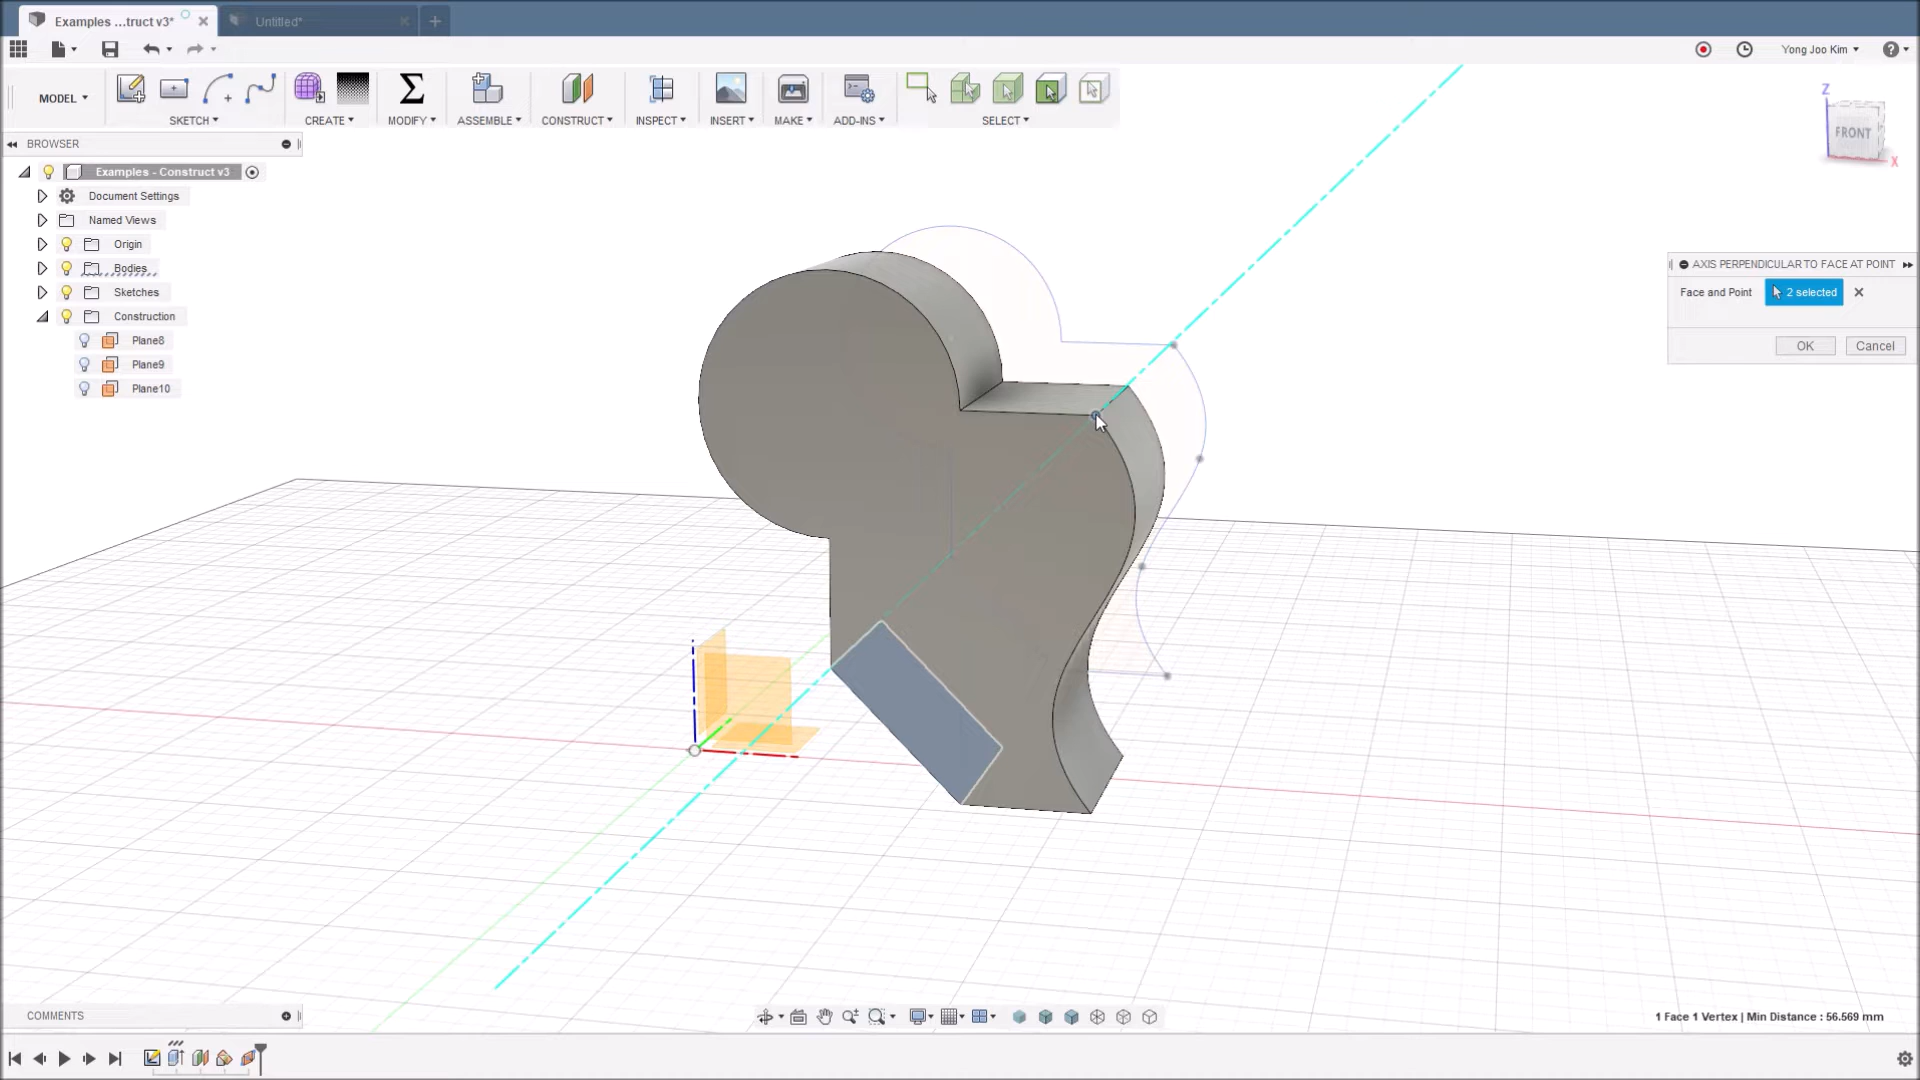 Examples ...truct v3*
Untitled*
Yong Joo Kim
MODEL
SKETCH
CREATE
MODIFY
ASSEMBLE
CONSTRUCT
INSPECT
INSERT
MAKE
ADD-INS
SELECT
Z
FRONT
X
BROWSER
Examples - Construct v3
Document Settings
Named Views
Origin
Bodies
Sketches
Construction
Plane8
Plane9
Plane10
AXIS PERPENDICULAR TO FACE AT POINT
Face and Point
2 selected
OK
Cancel
COMMENTS
1 Face 1 Vertex | Min Distance : 56.569 mm